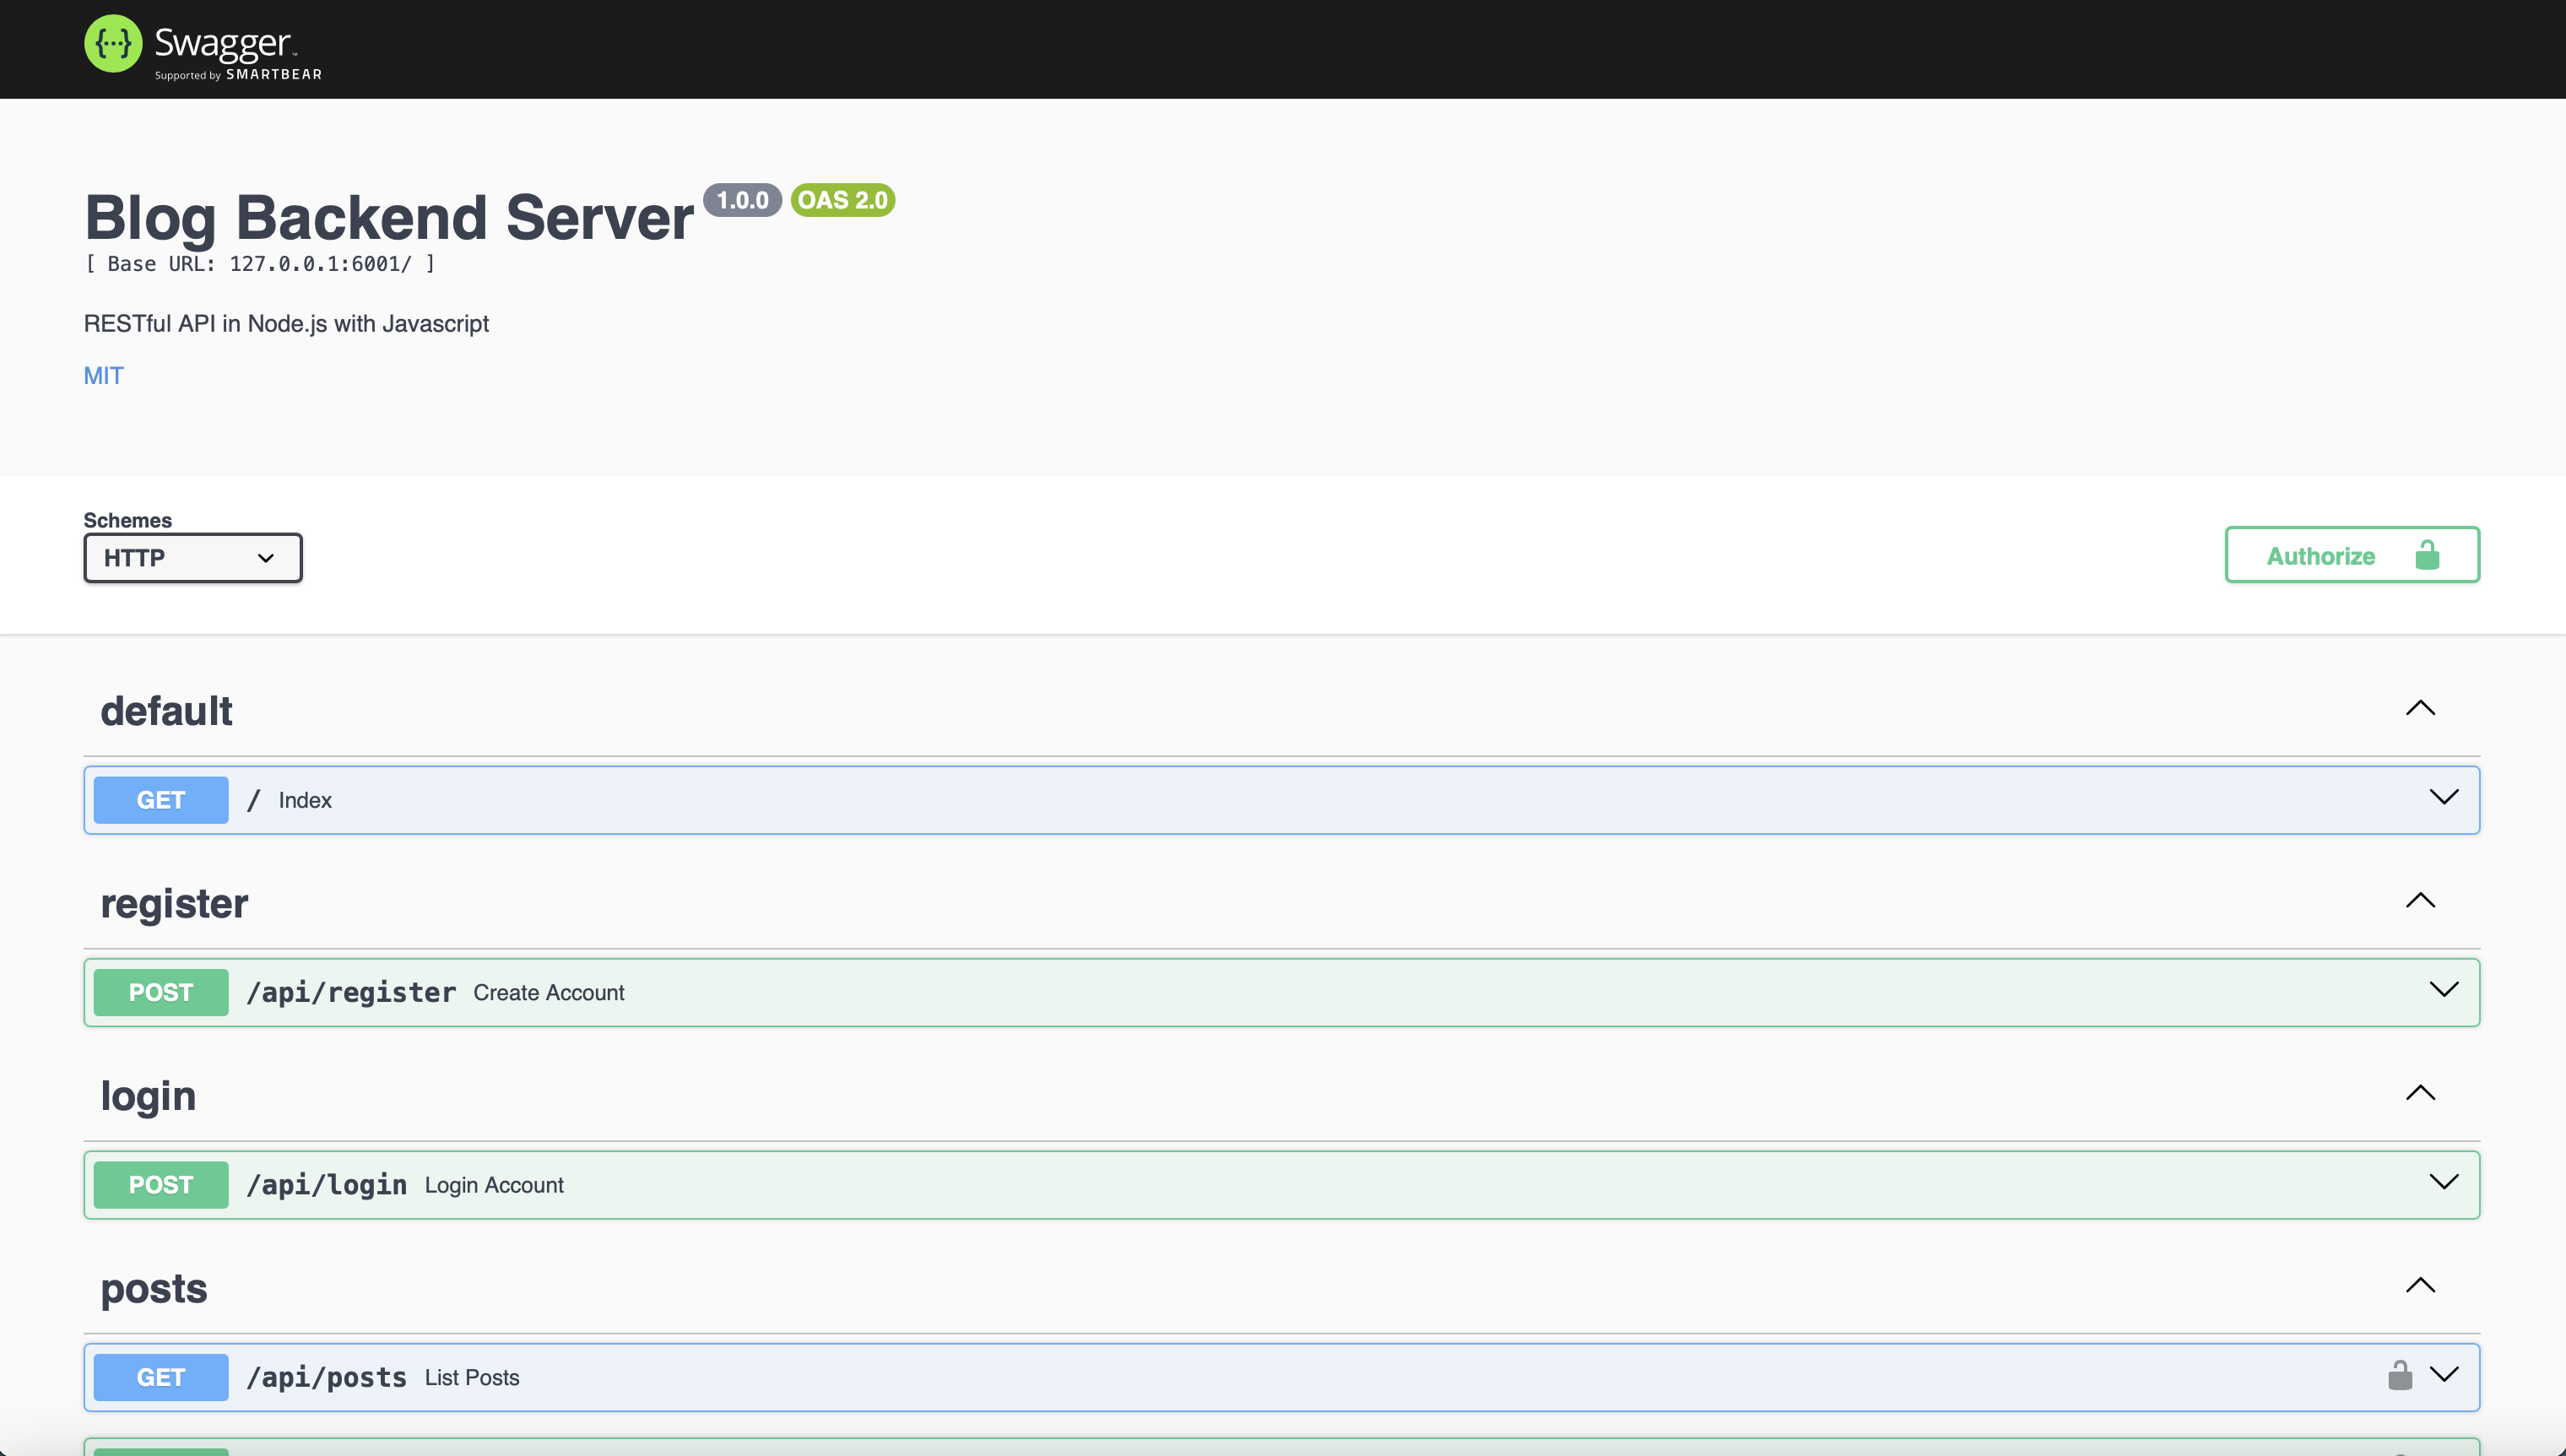 {···} Swagger™
Supported by SMARTBEAR
Blog Backend Server 1.0.0 OAS 2.0
[ Base URL: 127.0.0.1:6001/ ]
RESTful API in Node.js with Javascript
MIT
Schemes
HTTP
Authorize
default
GET / Index
register
POST /api/register Create Account
login
POST /api/login Login Account
posts
GET /api/posts List Posts